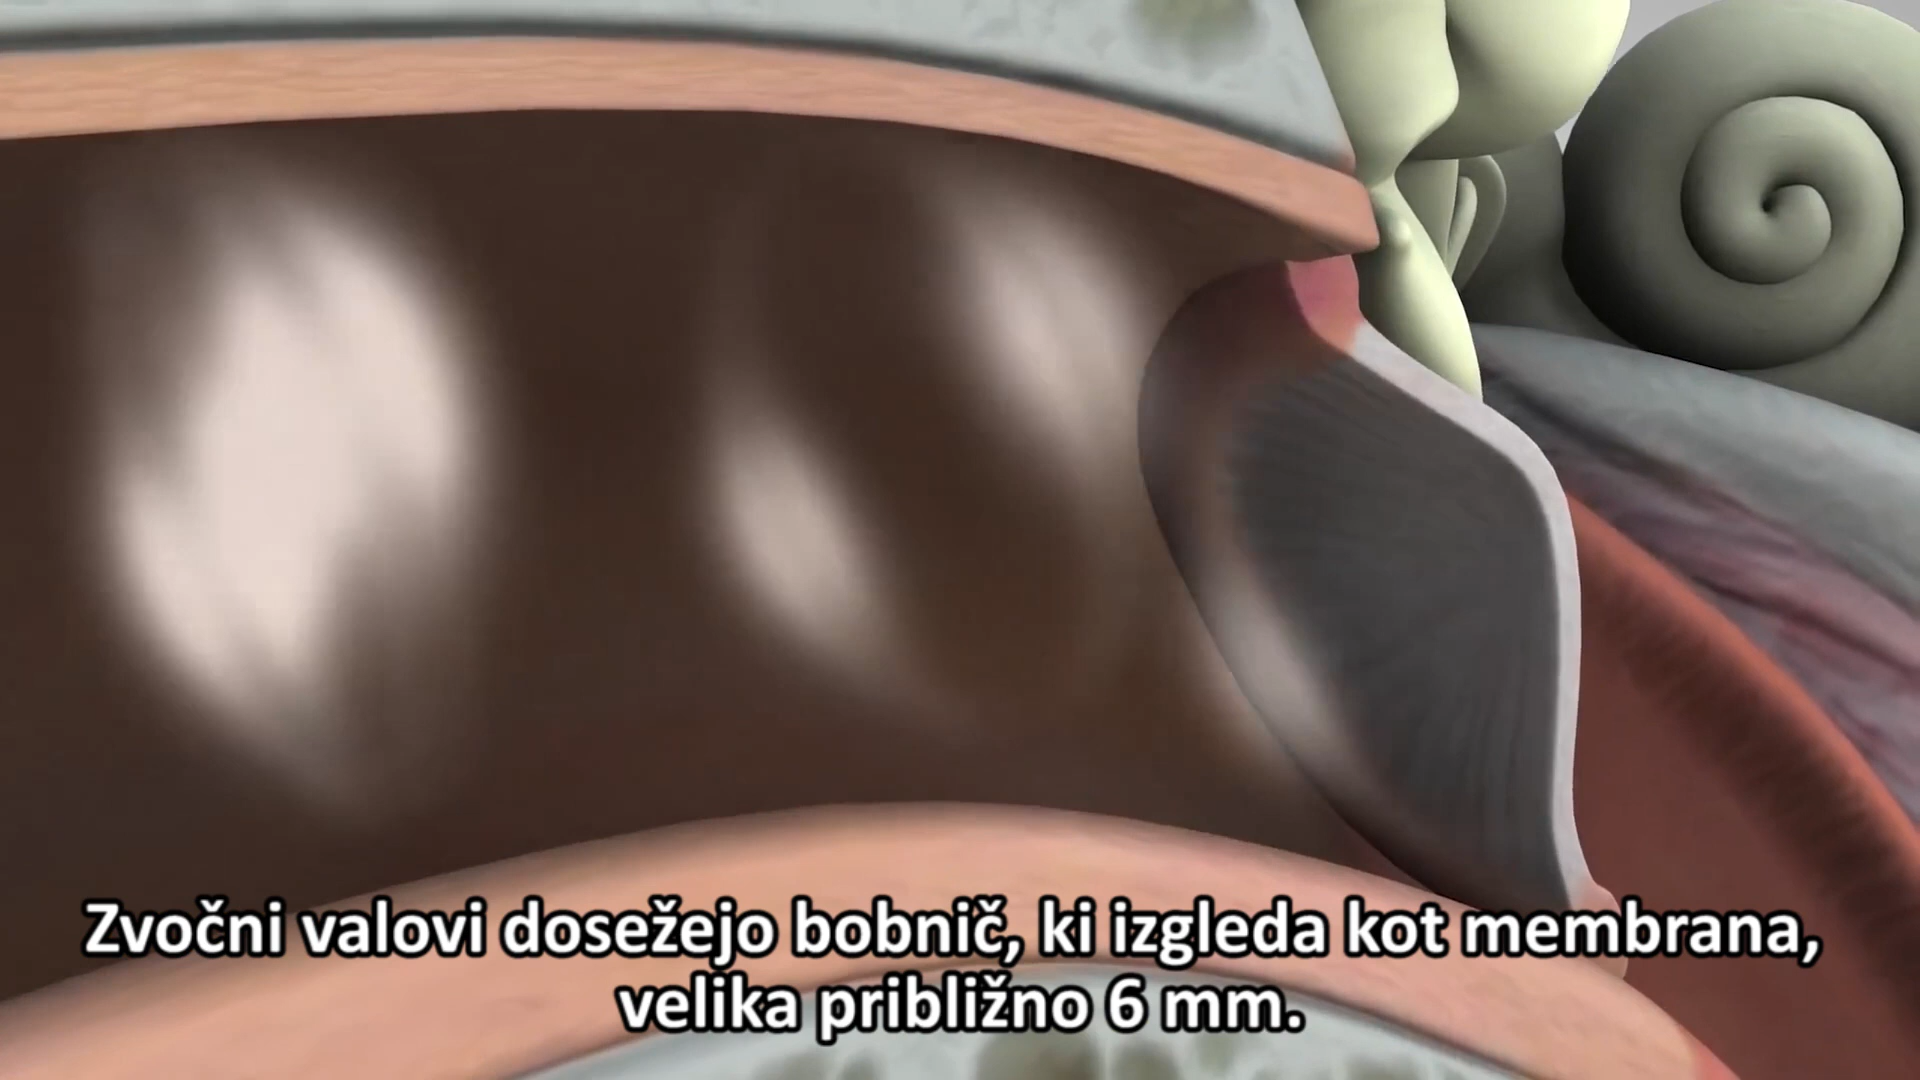 Zvočni valovi dosežejo bobnič, ki izgleda kot membrana,
velika približno 6 mm.